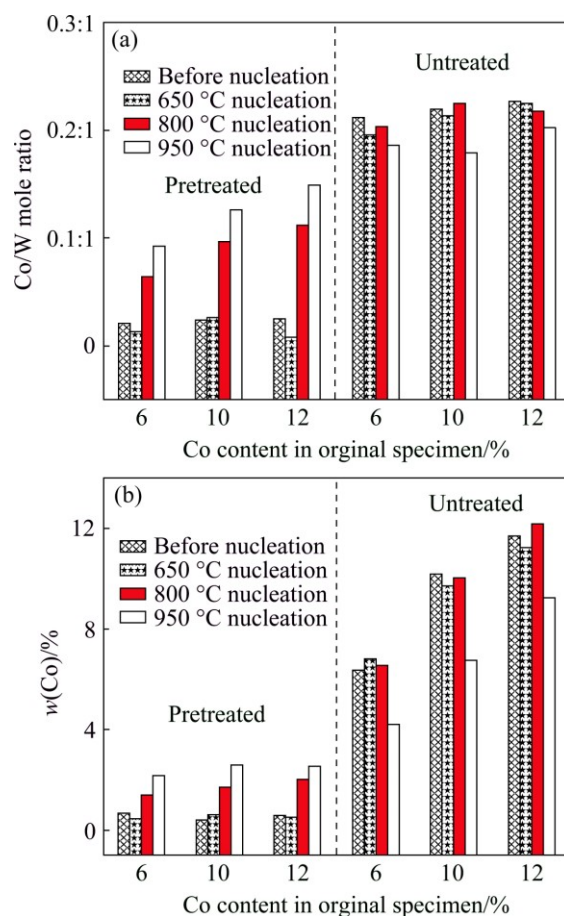 0.3:1
(a)
Before nucleation
650 °C nucleation
800 °C nucleation
950 °C nucleation
Untreated
0.2:1
Pretreated
Co/W mole ratio
0.1:1
0
6 10 12 6 10 12
Co content in orginal specimen/%
(b)
Untreated
12
Before nucleation
650 °C nucleation
800 °C nucleation
950 °C nucleation
8
w(Co)/%
Pretreated
4
0
6 10 12 6 10 12
Co content in orginal specimen/%